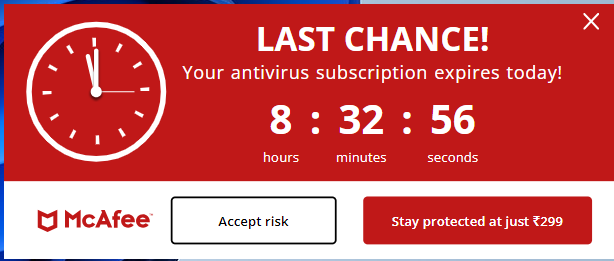 LAST CHANCE!
Your antivirus subscription expires today!
8 : 32 : 56
hours minutes seconds
McAfee™
Accept risk
Stay protected at just ₹299